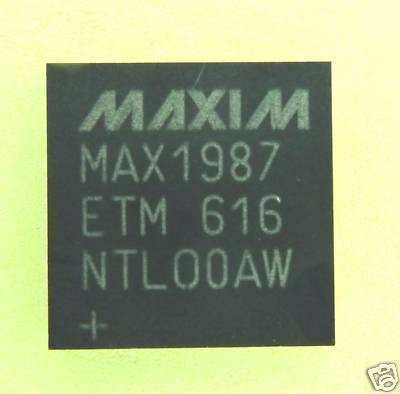 MAXIM
MAX1987
ETM 616
NTL00AW
+